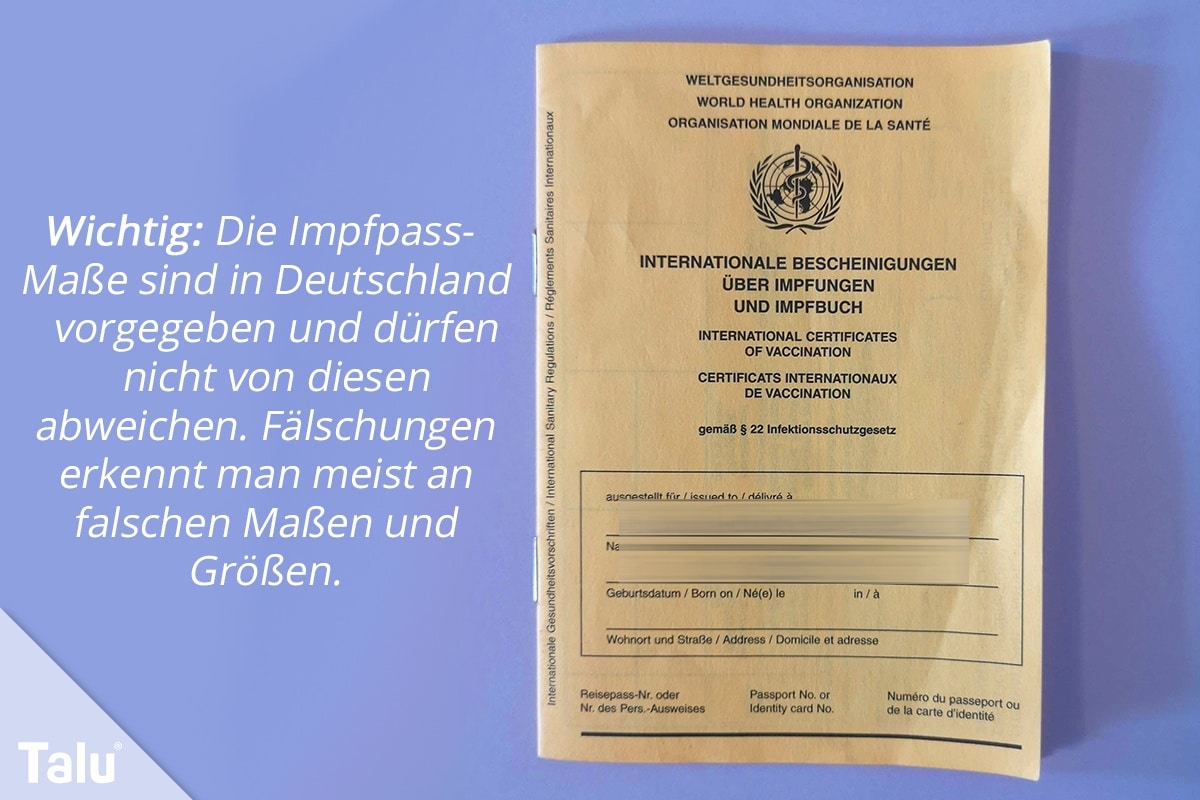 Wichtig: Die Impfpass-
Maße sind in Deutschland
vorgegeben und dürfen
nicht von diesen
abweichen. Fälschungen
erkennt man meist an
falschen Maßen und
Größen.
Talu®
WELTGESUNDHEITSORGANISATION
WORLD HEALTH ORGANIZATION
ORGANISATION MONDIALE DE LA SANTÉ
INTERNATIONALE BESCHEINIGUNGEN
ÜBER IMPFUNGEN
UND IMPFBUCH
INTERNATIONAL CERTIFICATES
OF VACCINATION
CERTIFICATS INTERNATIONAUX
DE VACCINATION
gemäß § 22 Infektionsschutzgesetz
ausgestellt für / issued to / délivré à
Geburtsdatum / Born on / Né(e) le in / à
Wohnort und Straße / Address / Domicile et adresse
Reisepass-Nr. oder
Nr. des Pers.-Ausweises
Passport No. or
Identity card No.
Numéro du passeport ou
de la carte d'identité
Internationale Gesundheitsvorschriften / International Sanitary Regulations / Réglements Sanitaires Internationaux